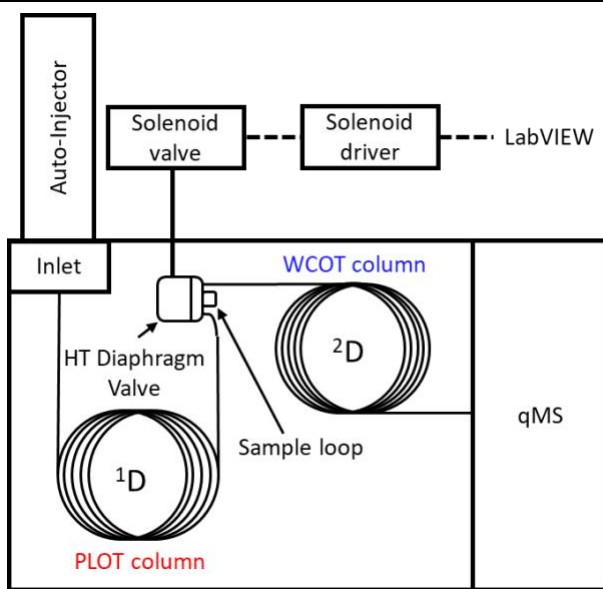 Auto-Injector
Solenoid
valve
Solenoid
driver
LabVIEW
Inlet
WCOT column
HT Diaphragm
Valve
²D
Sample loop
qMS
¹D
PLOT column